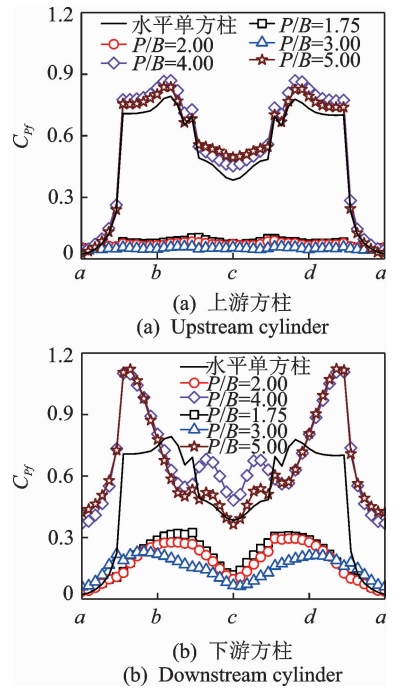 1.2
水平单方柱
P/B=1.75
P/B=2.00
P/B=3.00
P/B=4.00
P/B=5.00
0.9
C_Pf
0.6
0.3
0
a b c d a
(a) 上游方柱
(a) Upstream cylinder
1.2
水平单方柱
P/B=2.00
P/B=4.00
P/B=1.75
P/B=3.00
P/B=5.00
0.9
C_Pf
0.6
0.3
0
a b c d a
(b) 下游方柱
(b) Downstream cylinder